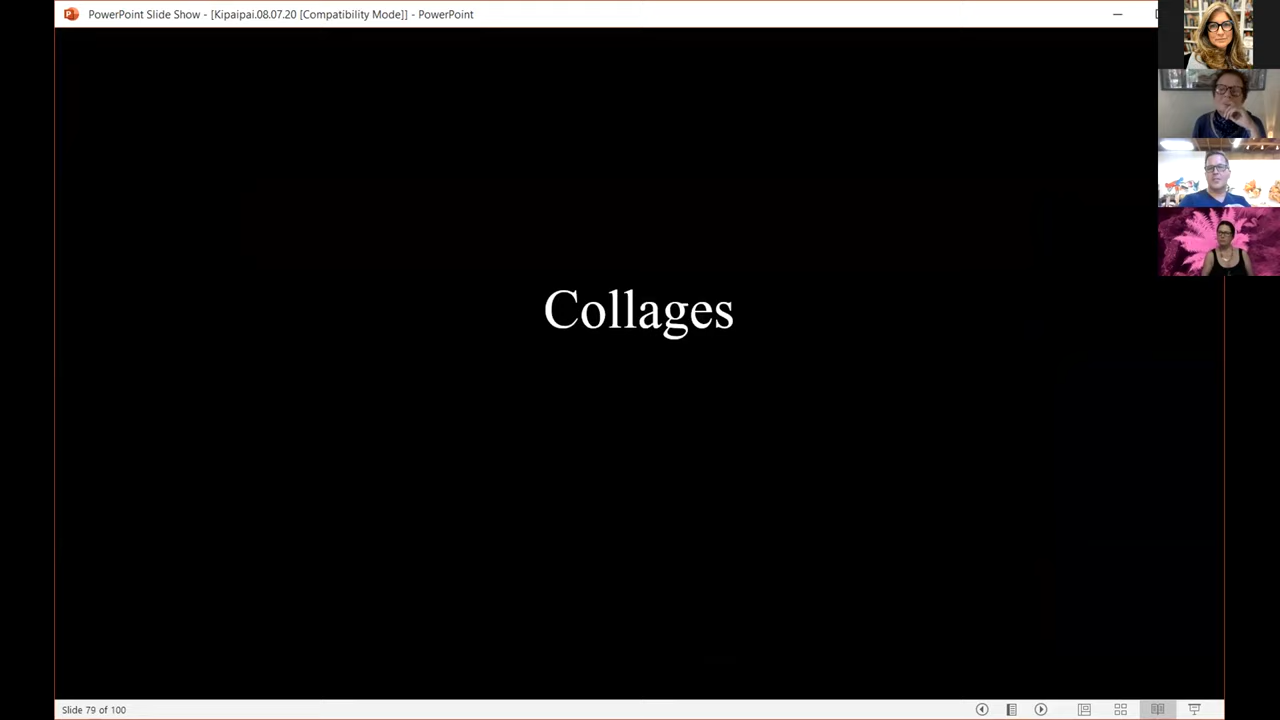 PowerPoint Slide Show - [Kipaipai.08.07.20 [Compatibility Mode]] - PowerPoint
Collages
Slide 79 of 100